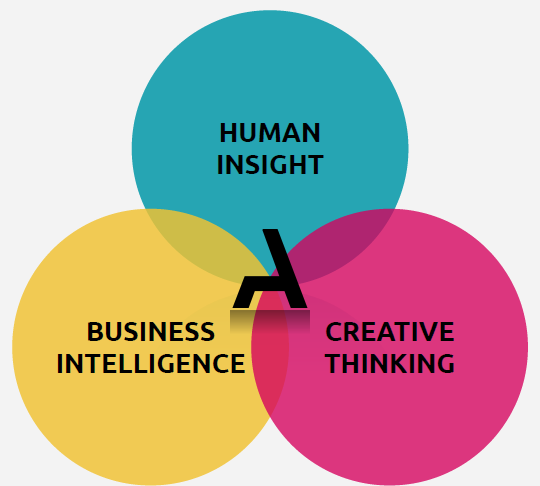 HUMAN
INSIGHT
A
BUSINESS
INTELLIGENCE
CREATIVE
THINKING